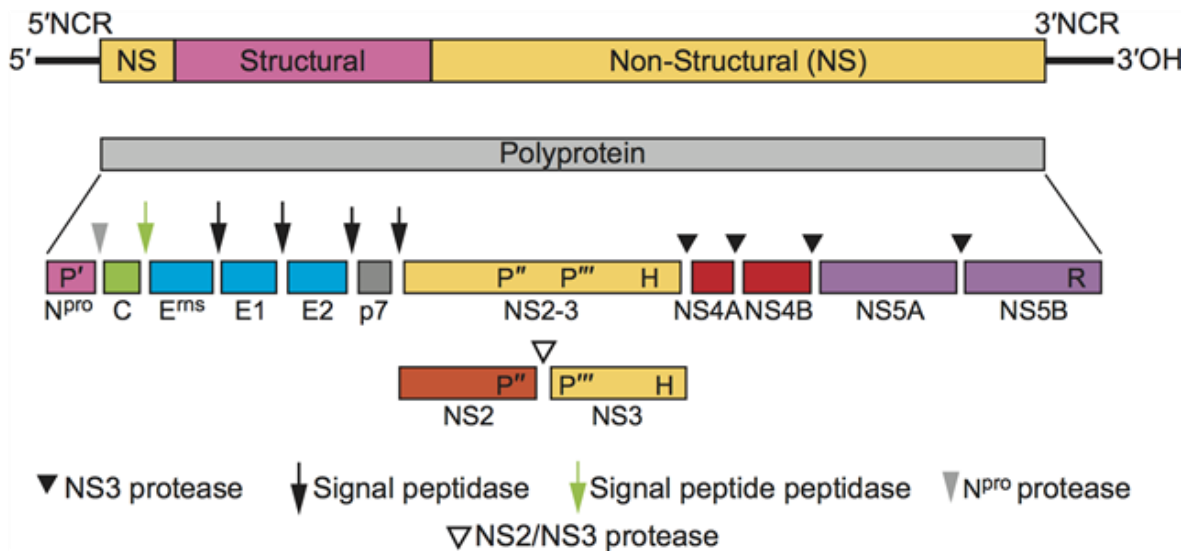 5′NCR 3′NCR
5′ NS Structural Non-Structural (NS) 3′OH
Polyprotein
P′ P″ P‴ H R
Npro C Erns E1 E2 p7 NS2-3 NS4A NS4B NS5A NS5B
P″ P‴ H
NS2 NS3
NS3 protease Signal peptidase Signal peptide peptidase Npro protease
NS2/NS3 protease